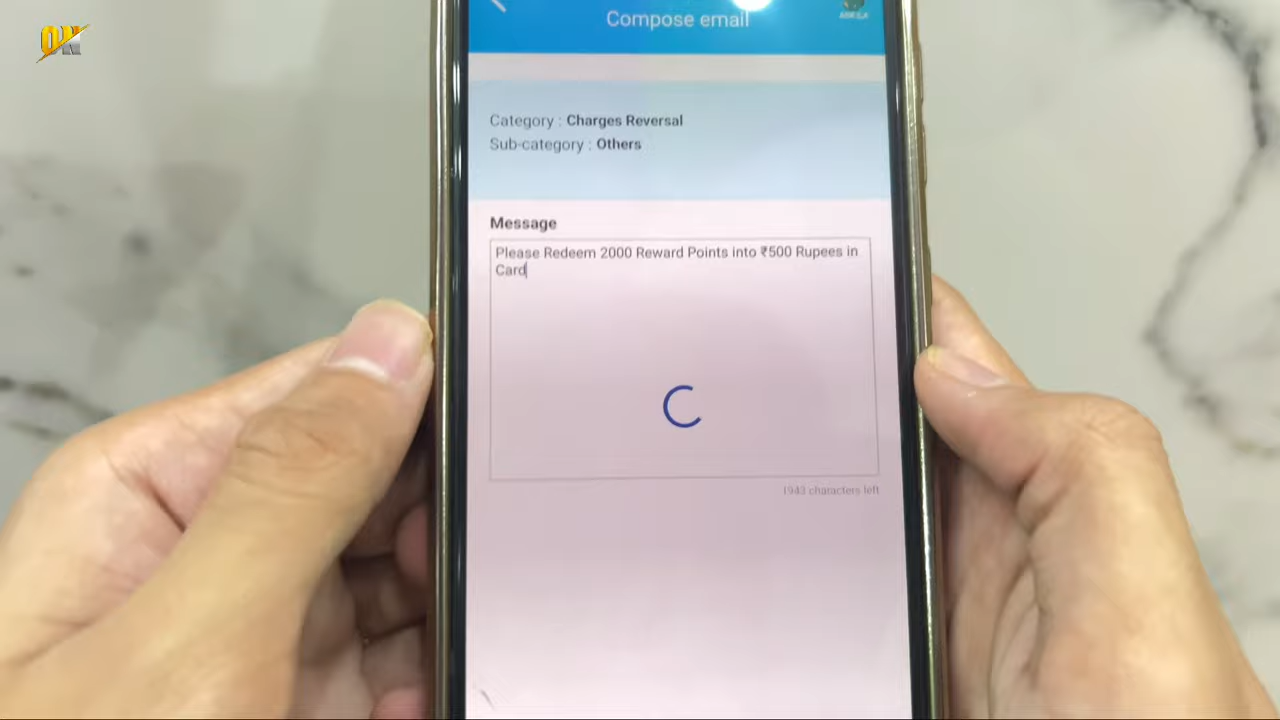 ON
Compose email
Category : Charges Reversal
Sub-category : Others
Message
Please Redeem 2000 Reward Points into ₹500 Rupees in
Card
1943 characters left